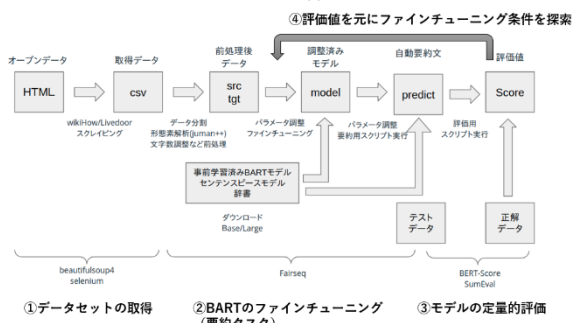 ④評価値を元にファインチューニング条件を探索
オープンデータ
取得データ
前処理後
データ
調整済み
モデル
自動要約文
評価値
HTML
csv
src
tgt
model
predict
Score
wikiHow/Livedoor
スクレイピング
データ分割
形態素解析(juman++)
文字数調整など前処理
パラメータ調整
ファインチューニング
パラメータ調整
要約用スクリプト実行
評価用
スクリプト実行
事前学習済みBARTモデル
センテンスピースモデル
辞書
ダウンロード
Base/Large
テスト
データ
正解
データ
beautifulsoup4
selenium
Fairseq
BERT-Score
SumEval
①データセットの取得
②BARTのファインチューニング
(要約タスク)
③モデルの定量的評価